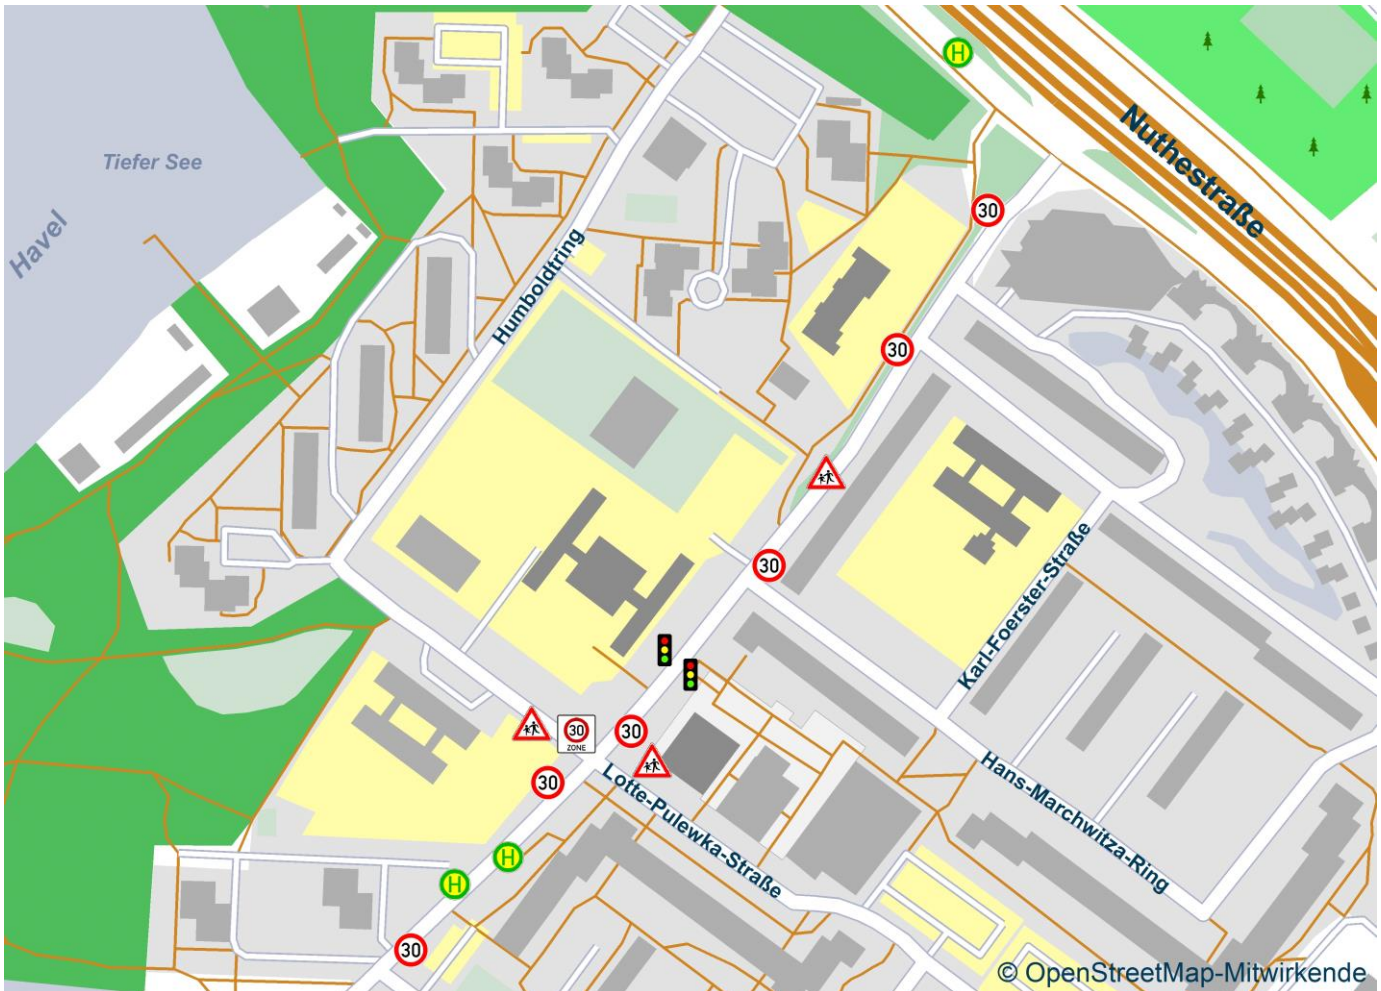 H
Nuthestraße
Tiefer See
Havel
30
Humboldtring
30
30
Karl-Foerster-Straße
30
30
ZONE
30
Hans-Marchwitza-Ring
Lotte-Pulewka-Straße
H
H
30
© OpenStreetMap-Mitwirkende